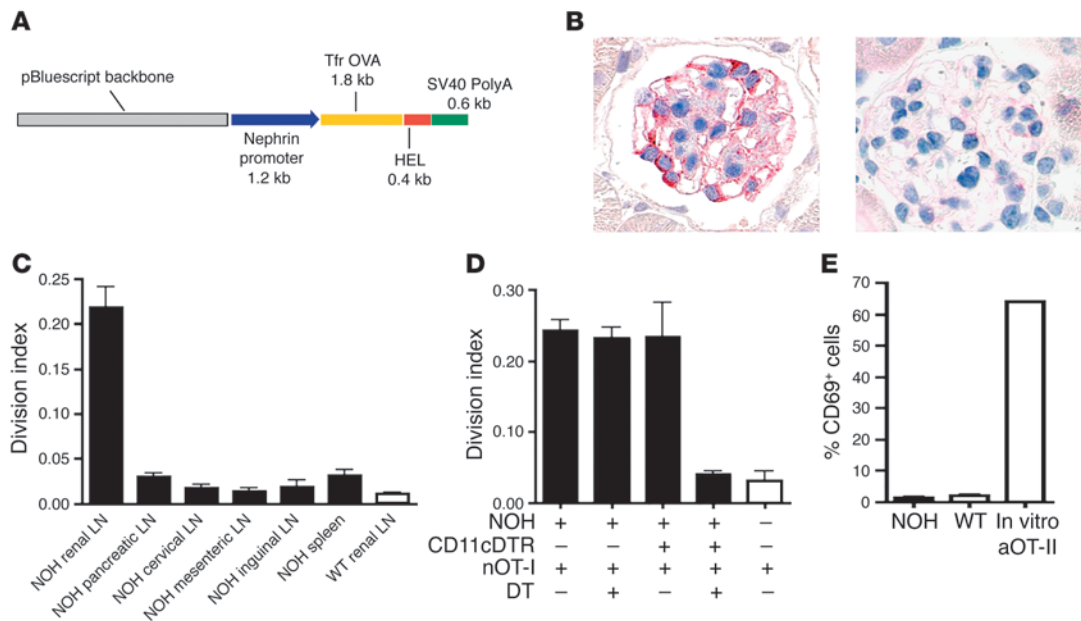 A
pBluescript backbone
Tfr OVA
1.8 kb
SV40 PolyA
0.6 kb
Nephrin
promoter
1.2 kb
HEL
0.4 kb
B
C
Division index
0.25
0.20
0.15
0.10
0.05
0.00
NOH renal LN
NOH pancreatic LN
NOH cervical LN
NOH mesenteric LN
NOH inguinal LN
NOH spleen
WT renal LN
D
Division index
0.30
0.20
0.10
0.00
NOH + + + + –
CD11cDTR – – + + –
nOT-I + + + + +
DT – + – + –
E
% CD69⁺ cells
70
60
50
40
30
20
10
0
NOH
WT
In vitro
aOT-II